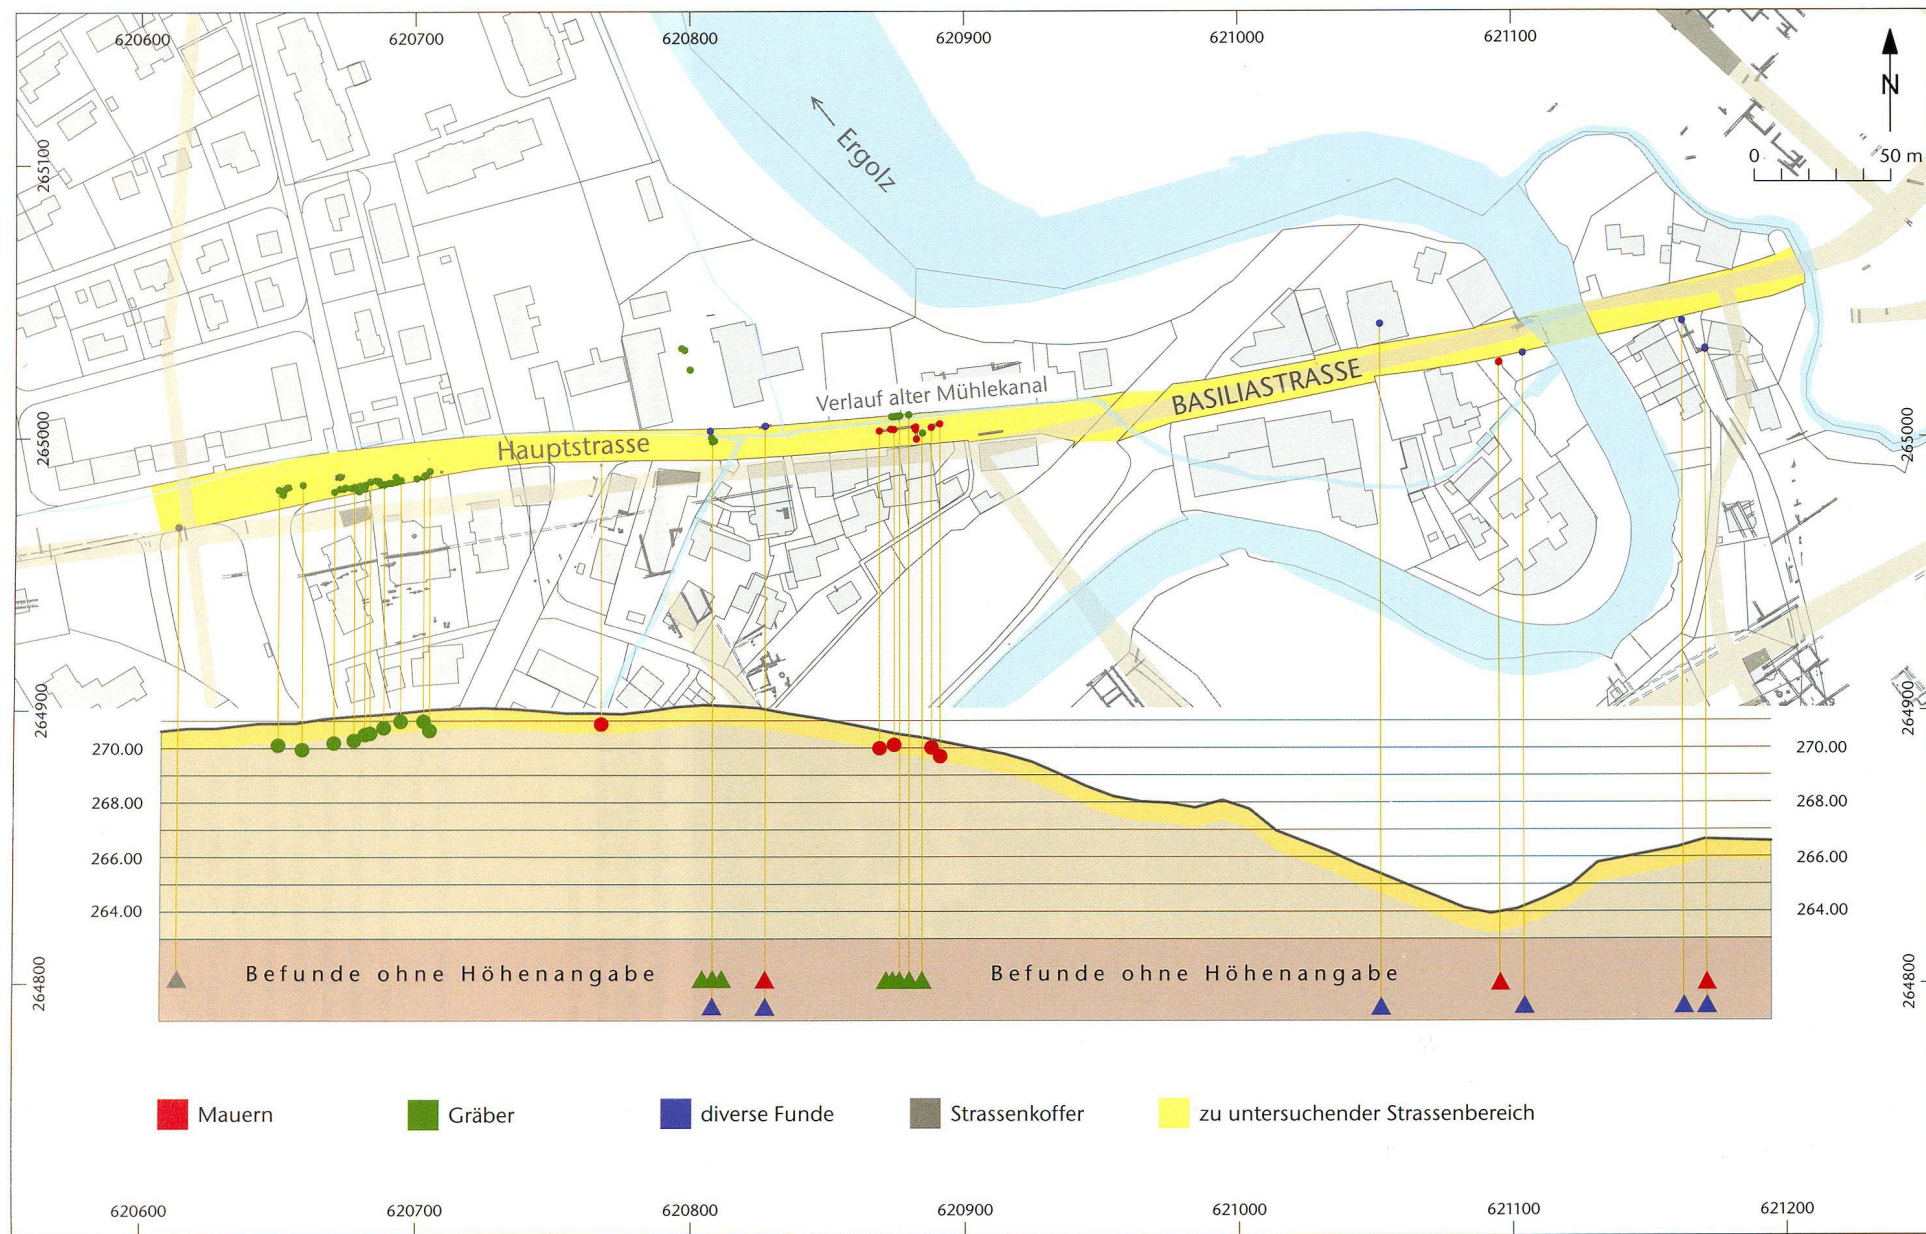 620600 620700 620800 620900 621000 621100
N
0 50 m
265100
Ergolz
265000
265000
Verlauf alter Mühlekanal
BASILIASTRASSE
Hauptstrasse
264900
264900
270.00 270.00
268.00 268.00
266.00 266.00
264.00 264.00
264800
264800
Befunde ohne Höhenangabe Befunde ohne Höhenangabe
Mauern Gräber diverse Funde Strassenkoffer zu untersuchender Strassenbereich
620600 620700 620800 620900 621000 621100 621200